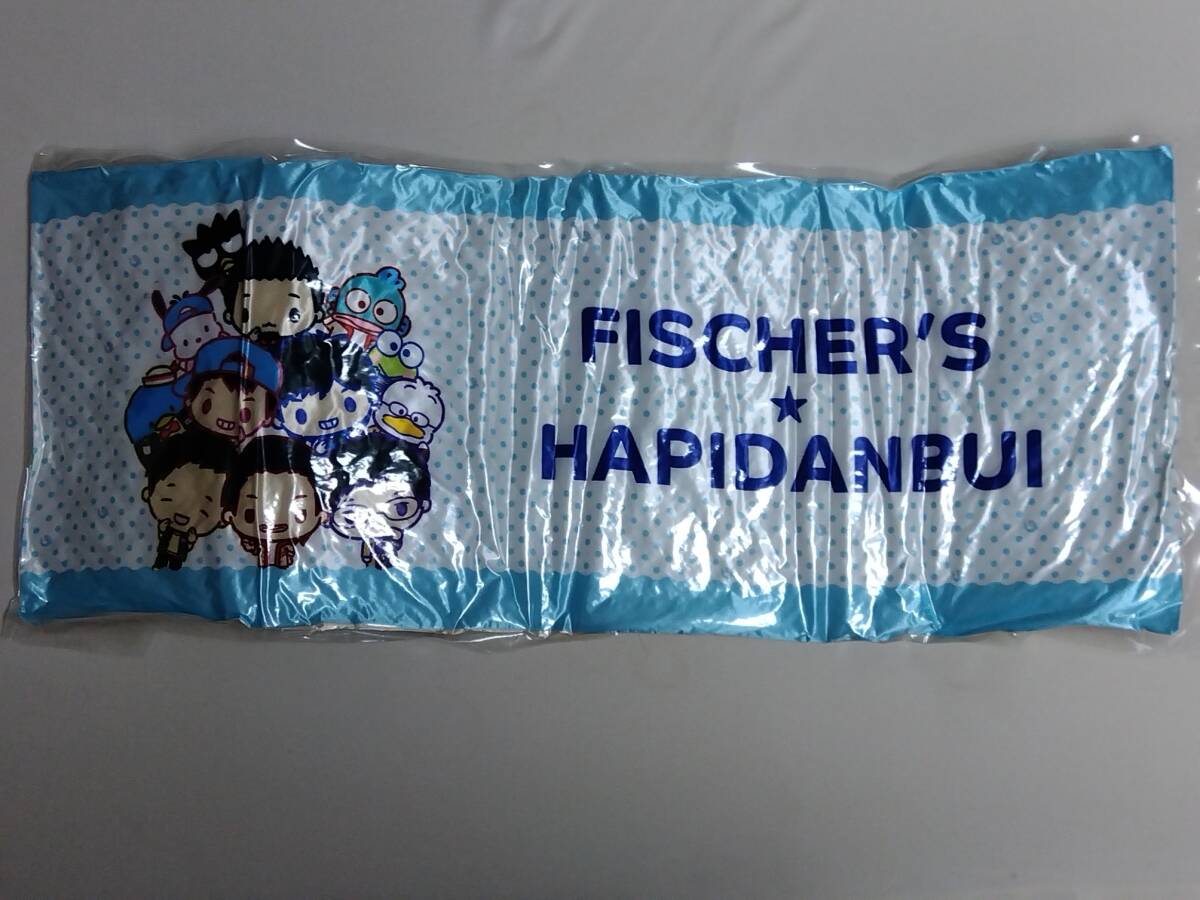 FISCHER'S
★
HAPIDANBUI